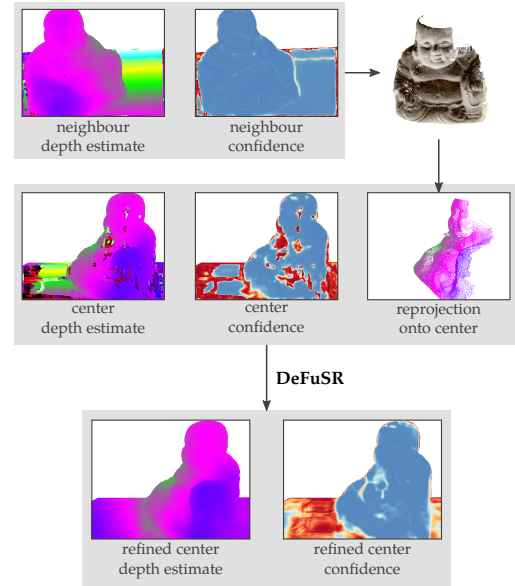 neighbour
depth estimate
neighbour
confidence
center
depth estimate
center
confidence
reprojection
onto center
DeFuSR
refined center
depth estimate
refined center
confidence